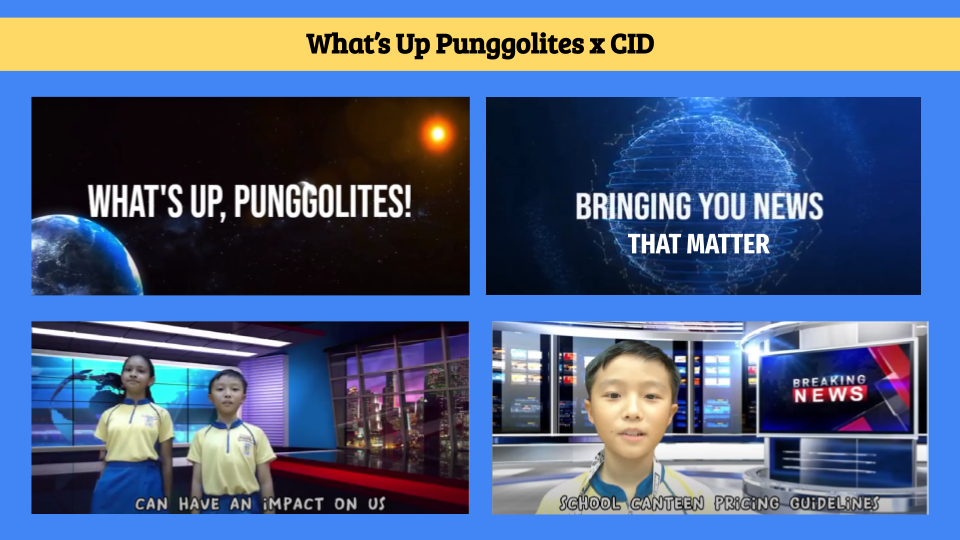 What's Up Punggolites x CID
WHAT'S UP, PUNGGOLITES!
BRINGING YOU NEWS
THAT MATTER
CAN HAVE AN IMPACT ON US
BREAKING
NEWS
SCHOOL CANTEEN PRICING GUIDELINES